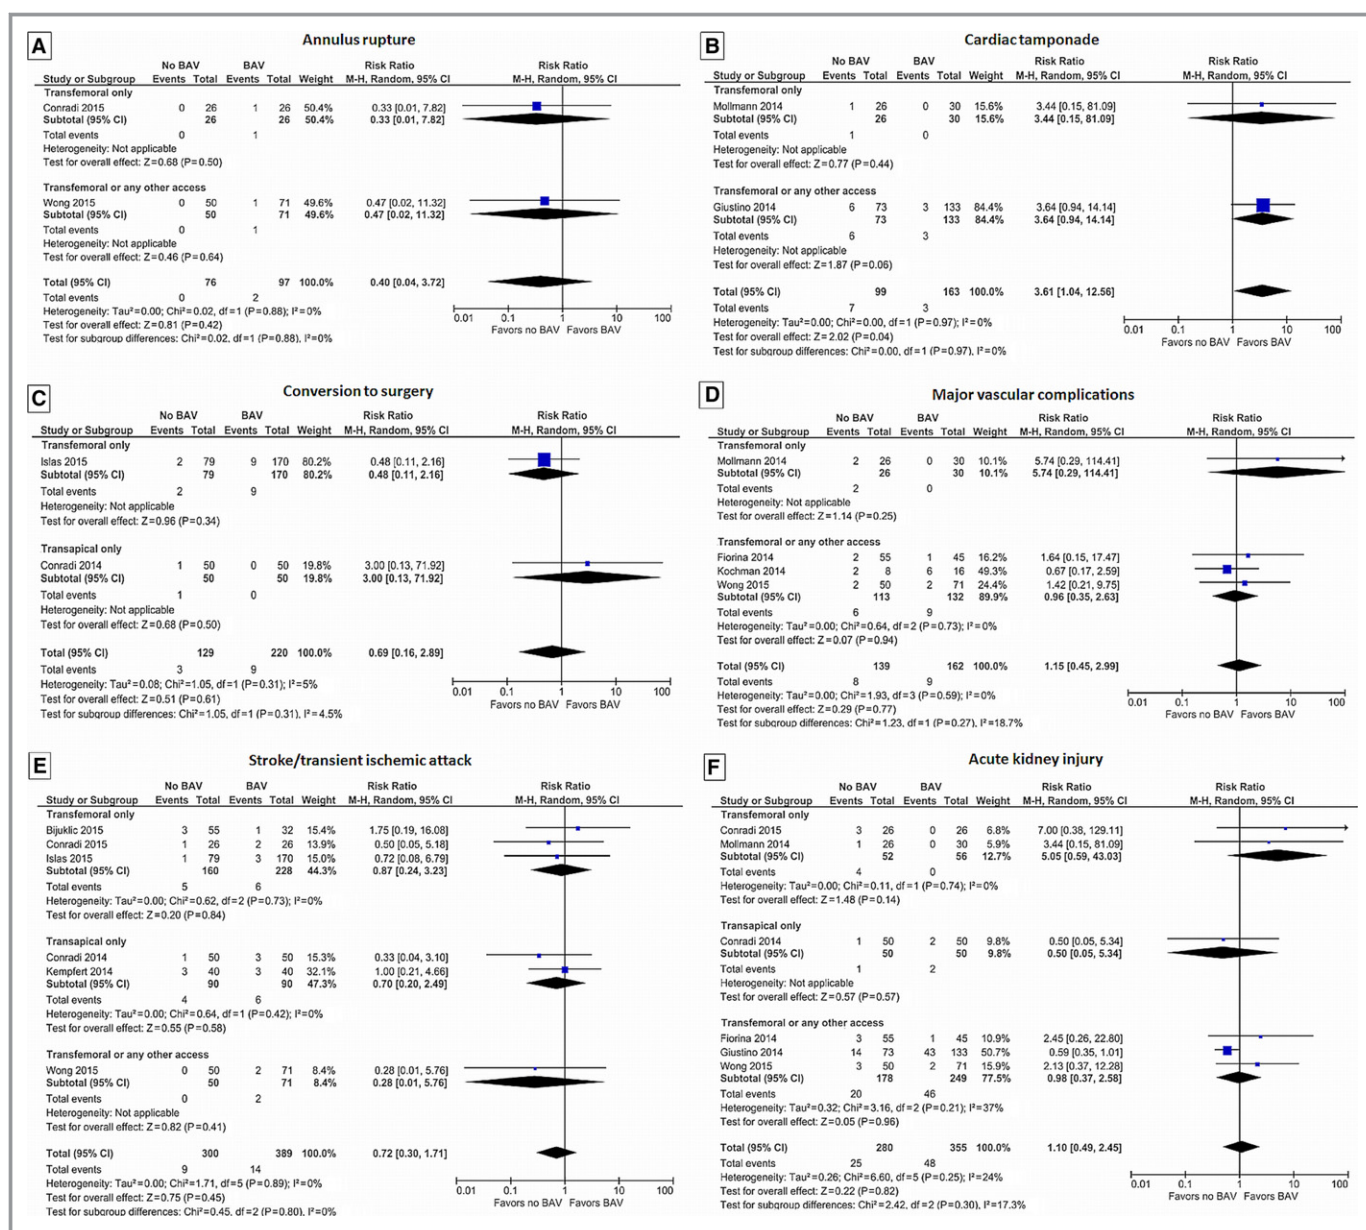 A
Annulus rupture
No BAV BAV Risk Ratio Risk Ratio
Study or Subgroup Events Total Events Total Weight M-H, Random, 95% CI M-H, Random, 95% CI
Transfemoral only
Conradi 2015 0 26 1 26 50.4% 0.33 [0.01, 7.82]
Subtotal (95% CI) 26 26 50.4% 0.33 [0.01, 7.82]
Total events 0 1
Heterogeneity: Not applicable
Test for overall effect: Z=0.68 (P=0.50)
Transfemoral or any other access
Wong 2015 0 50 1 71 49.6% 0.47 [0.02, 11.32]
Subtotal (95% CI) 50 71 49.6% 0.47 [0.02, 11.32]
Total events 0 1
Heterogeneity: Not applicable
Test for overall effect: Z=0.46 (P=0.64)
Total (95% CI) 76 97 100.0% 0.40 [0.04, 3.72]
Total events 0 2
Heterogeneity: Tau²=0.00; Chi²=0.02, df=1 (P=0.88); I²=0%
Test for overall effect: Z=0.81 (P=0.42)
Test for subgroup differences: Chi²=0.02, df=1 (P=0.88), I²=0%
0.01 0.1 1 10 100
Favors no BAV Favors BAV
B
Cardiac tamponade
No BAV BAV Risk Ratio Risk Ratio
Study or Subgroup Events Total Events Total Weight M-H, Random, 95% CI M-H, Random, 95% CI
Transfemoral only
Mollmann 2014 1 26 0 30 15.6% 3.44 [0.15, 81.09]
Subtotal (95% CI) 26 30 15.6% 3.44 [0.15, 81.09]
Total events 1 0
Heterogeneity: Not applicable
Test for overall effect: Z=0.77 (P=0.44)
Transfemoral or any other access
Giustino 2014 6 73 3 133 84.4% 3.64 [0.94, 14.14]
Subtotal (95% CI) 73 133 84.4% 3.64 [0.94, 14.14]
Total events 6 3
Heterogeneity: Not applicable
Test for overall effect: Z=1.87 (P=0.06)
Total (95% CI) 99 163 100.0% 3.61 [1.04, 12.56]
Total events 7 3
Heterogeneity: Tau²=0.00; Chi²=0.00, df=1 (P=0.97); I²=0%
Test for overall effect: Z=2.02 (P=0.04)
Test for subgroup differences: Chi²=0.00, df=1 (P=0.97), I²=0%
0.01 0.1 1 10 100
Favors no BAV Favors BAV
C
Conversion to surgery
No BAV BAV Risk Ratio Risk Ratio
Study or Subgroup Events Total Events Total Weight M-H, Random, 95% CI M-H, Random, 95% CI
Transfemoral only
Islas 2015 2 79 9 170 80.2% 0.48 [0.11, 2.16]
Subtotal (95% CI) 79 170 80.2% 0.48 [0.11, 2.16]
Total events 2 9
Heterogeneity: Not applicable
Test for overall effect: Z=0.96 (P=0.34)
Transapical only
Conradi 2014 1 50 0 50 19.8% 3.00 [0.13, 71.92]
Subtotal (95% CI) 50 50 19.8% 3.00 [0.13, 71.92]
Total events 1 0
Heterogeneity: Not applicable
Test for overall effect: Z=0.68 (P=0.50)
Total (95% CI) 129 220 100.0% 0.69 [0.16, 2.89]
Total events 3 9
Heterogeneity: Tau²=0.08; Chi²=1.05, df=1 (P=0.31); I²=5%
Test for overall effect: Z=0.51 (P=0.61)
Test for subgroup differences: Chi²=1.05, df=1 (P=0.31), I²=4.5%
0.01 0.1 1 10 100
Favors no BAV Favors BAV
D
Major vascular complications
No BAV BAV Risk Ratio Risk Ratio
Study or Subgroup Events Total Events Total Weight M-H, Random, 95% CI M-H, Random, 95% CI
Transfemoral only
Mollmann 2014 2 26 0 30 10.1% 5.74 [0.29, 114.41]
Subtotal (95% CI) 26 30 10.1% 5.74 [0.29, 114.41]
Total events 2 0
Heterogeneity: Not applicable
Test for overall effect: Z=1.14 (P=0.25)
Transfemoral or any other access
Fiorina 2014 2 55 1 45 16.2% 1.64 [0.15, 17.47]
Kochman 2014 2 8 6 16 49.3% 0.67 [0.17, 2.59]
Wong 2015 2 50 2 71 24.4% 1.42 [0.21, 9.75]
Subtotal (95% CI) 113 132 89.9% 0.96 [0.35, 2.63]
Total events 6 9
Heterogeneity: Tau²=0.00; Chi²=0.64, df=2 (P=0.73); I²=0%
Test for overall effect: Z=0.07 (P=0.94)
Total (95% CI) 139 162 100.0% 1.15 [0.45, 2.99]
Total events 8 9
Heterogeneity: Tau²=0.00; Chi²=1.93, df=3 (P=0.59); I²=0%
Test for overall effect: Z=0.29 (P=0.77)
Test for subgroup differences: Chi²=1.23, df=1 (P=0.27), I²=18.7%
0.01 0.1 1 10 100
Favors no BAV Favors BAV
E
Stroke/transient ischemic attack
No BAV BAV Risk Ratio Risk Ratio
Study or Subgroup Events Total Events Total Weight M-H, Random, 95% CI M-H, Random, 95% CI
Transfemoral only
Bijuklic 2015 3 55 1 32 15.4% 1.75 [0.19, 16.08]
Conradi 2015 1 26 2 26 13.9% 0.50 [0.05, 5.18]
Islas 2015 1 79 3 170 15.0% 0.72 [0.08, 6.79]
Subtotal (95% CI) 160 228 44.3% 0.87 [0.24, 3.23]
Total events 5 6
Heterogeneity: Tau²=0.00; Chi²=0.62, df=2 (P=0.73); I²=0%
Test for overall effect: Z=0.20 (P=0.84)
Transapical only
Conradi 2014 1 50 3 50 15.3% 0.33 [0.04, 3.10]
Kempfert 2014 3 40 3 40 32.1% 1.00 [0.21, 4.66]
Subtotal (95% CI) 90 90 47.3% 0.70 [0.20, 2.49]
Total events 4 6
Heterogeneity: Tau²=0.00; Chi²=0.64, df=1 (P=0.42); I²=0%
Test for overall effect: Z=0.55 (P=0.58)
Transfemoral or any other access
Wong 2015 0 50 2 71 8.4% 0.28 [0.01, 5.76]
Subtotal (95% CI) 50 71 8.4% 0.28 [0.01, 5.76]
Total events 0 2
Heterogeneity: Not applicable
Test for overall effect: Z=0.82 (P=0.41)
Total (95% CI) 300 389 100.0% 0.72 [0.30, 1.71]
Total events 9 14
Heterogeneity: Tau²=0.00; Chi²=1.71, df=5 (P=0.89); I²=0%
Test for overall effect: Z=0.75 (P=0.45)
Test for subgroup differences: Chi²=0.45, df=2 (P=0.80), I²=0%
0.01 0.1 1 10 100
Favors no BAV Favors BAV
F
Acute kidney injury
No BAV BAV Risk Ratio Risk Ratio
Study or Subgroup Events Total Events Total Weight M-H, Random, 95% CI M-H, Random, 95% CI
Transfemoral only
Conradi 2015 3 26 0 26 6.8% 7.00 [0.38, 129.11]
Mollmann 2014 1 26 0 30 5.9% 3.44 [0.15, 81.09]
Subtotal (95% CI) 52 56 12.7% 5.05 [0.59, 43.03]
Total events 4 0
Heterogeneity: Tau²=0.00; Chi²=0.11, df=1 (P=0.74); I²=0%
Test for overall effect: Z=1.48 (P=0.14)
Transapical only
Conradi 2014 1 50 2 50 9.8% 0.50 [0.05, 5.34]
Subtotal (95% CI) 50 50 9.8% 0.50 [0.05, 5.34]
Total events 1 2
Heterogeneity: Not applicable
Test for overall effect: Z=0.57 (P=0.57)
Transfemoral or any other access
Fiorina 2014 3 55 1 45 10.9% 2.45 [0.26, 22.80]
Giustino 2014 14 73 43 133 50.7% 0.59 [0.35, 1.01]
Wong 2015 3 50 2 71 15.9% 2.13 [0.37, 12.28]
Subtotal (95% CI) 178 249 77.5% 0.98 [0.37, 2.58]
Total events 20 46
Heterogeneity: Tau²=0.32; Chi²=3.16, df=2 (P=0.21); I²=37%
Test for overall effect: Z=0.05 (P=0.96)
Total (95% CI) 280 355 100.0% 1.10 [0.49, 2.45]
Total events 25 48
Heterogeneity: Tau²=0.26; Chi²=6.60, df=5 (P=0.25); I²=24%
Test for overall effect: Z=0.22 (P=0.82)
Test for subgroup differences: Chi²=2.42, df=2 (P=0.30), I²=17.3%
0.01 0.1 1 10 100
Favors no BAV Favors BAV